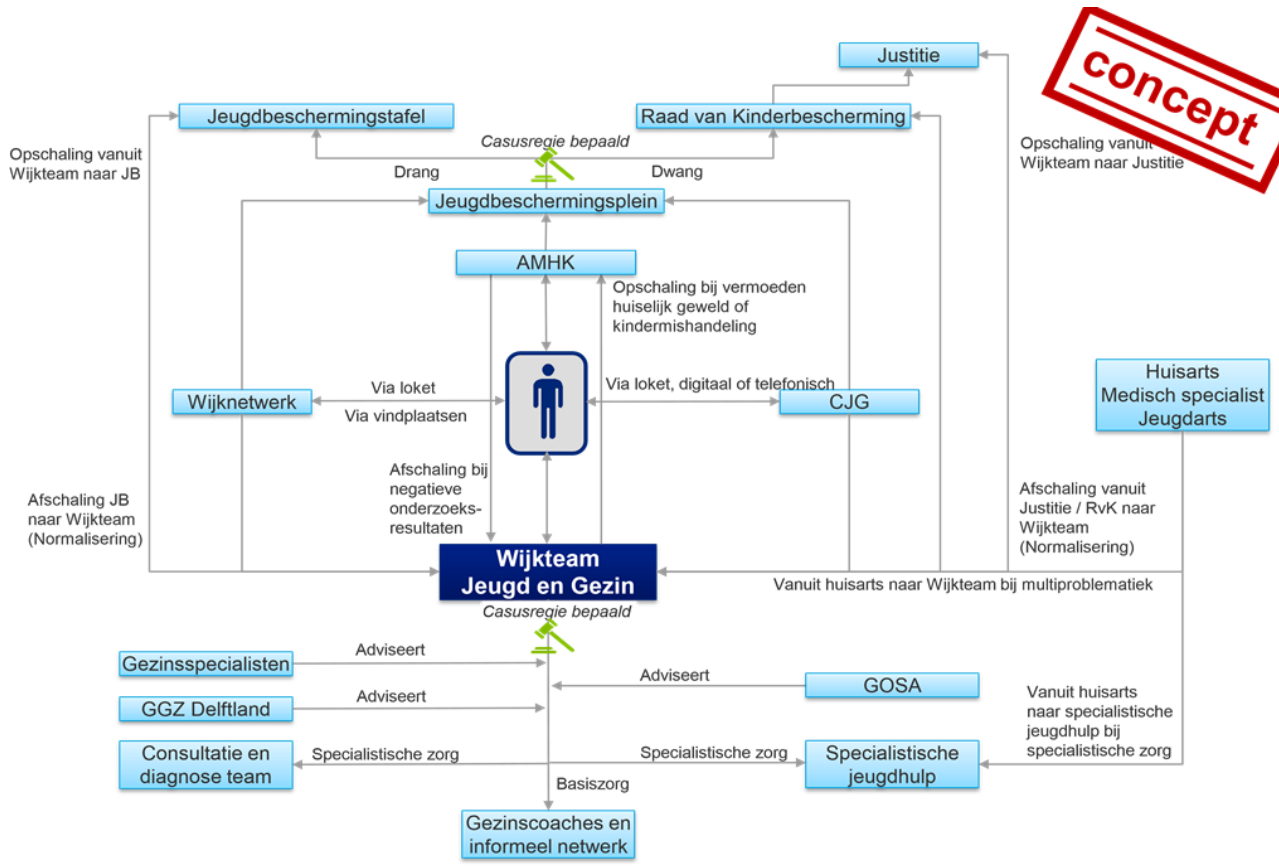 Justitie
concept
Jeugdbeschermingstafel
Raad van Kinderbescherming
Casusregie bepaald
Opschaling vanuit
Wijkteam naar JB
Opschaling vanuit
Wijkteam naar Justitie
Drang
Dwang
Jeugdbeschermingsplein
AMHK
Opschaling bij vermoeden
huiselijk geweld of
kindermishandeling
Huisarts
Medisch specialist
Jeugdarts
Via loket
Via loket, digitaal of telefonisch
Wijknetwerk
CJG
Via vindplaatsen
Afschaling bij
negatieve
onderzoeks-
resultaten
Afschaling JB
naar Wijkteam
(Normalisering)
Afschaling vanuit
Justitie / RvK naar
Wijkteam
(Normalisering)
Wijkteam
Jeugd en Gezin
Vanuit huisarts naar Wijkteam bij multiproblematiek
Casusregie bepaald
Gezinsspecialisten
Adviseert
Adviseert
GOSA
GGZ Delftland
Adviseert
Vanuit huisarts
naar specialistische
jeugdhulp bij
specialistische zorg
Consultatie en
diagnose team
Specialistische zorg
Specialistische zorg
Specialistische
jeugdhulp
Basiszorg
Gezinscoaches en
informeel netwerk